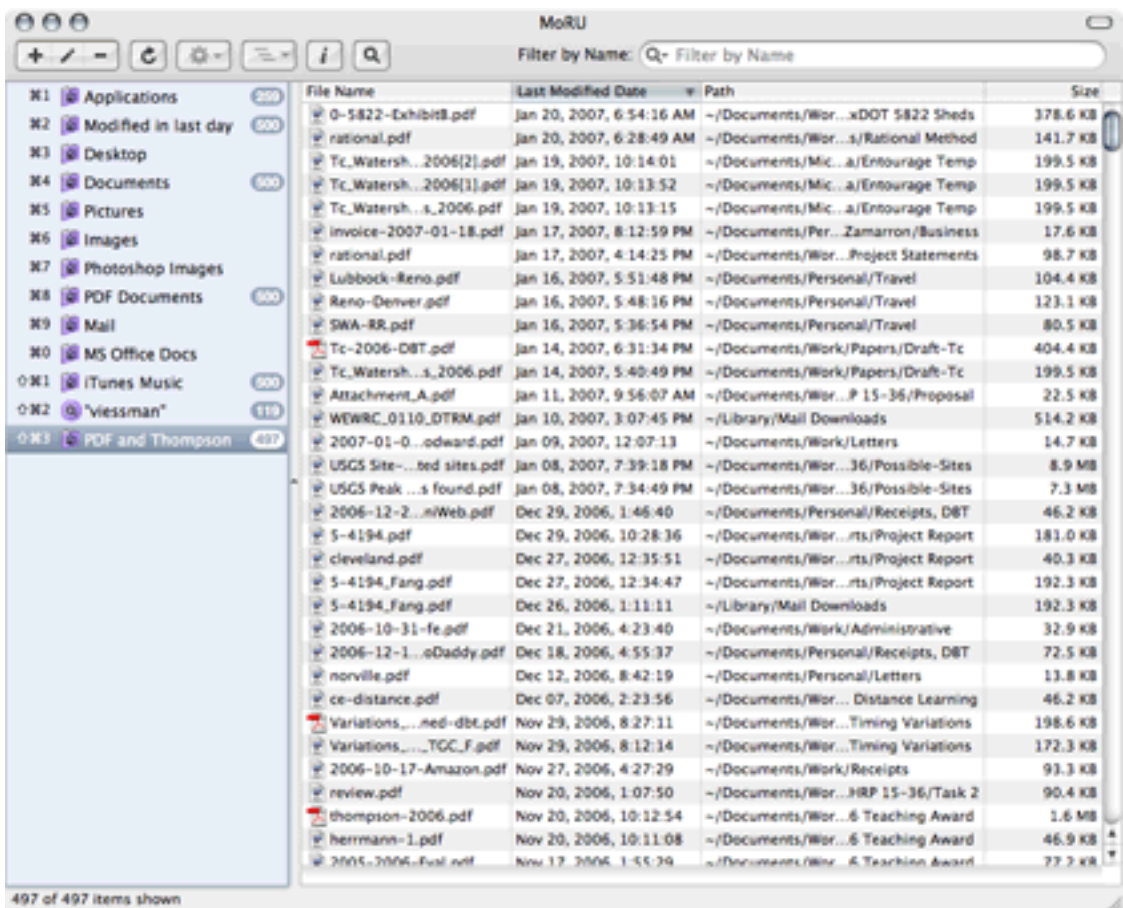 MoRU
Filter by Name: Filter by Name
⌘1 Applications 259
⌘2 Modified in last day 500
⌘3 Desktop
⌘4 Documents 500
⌘5 Pictures
⌘6 Images
⌘7 Photoshop Images
⌘8 PDF Documents 500
⌘9 Mail
⌘0 MS Office Docs
⇧⌘1 iTunes Music 500
⇧⌘2 "viessman" 119
⇧⌘3 PDF and Thompson 497
File Name Last Modified Date Path Size
0-5822-ExhibitB.pdf Jan 20, 2007, 6:54:16 AM ~/Documents/Wor...xDOT 5822 Sheds 378.6 KB
rational.pdf Jan 20, 2007, 6:28:49 AM ~/Documents/Wor...s/Rational Method 141.7 KB
Tc_Watersh...2006[2].pdf Jan 19, 2007, 10:14:01 ~/Documents/Mic...a/Entourage Temp 199.5 KB
Tc_Watersh...2006[1].pdf Jan 19, 2007, 10:13:52 ~/Documents/Mic...a/Entourage Temp 199.5 KB
Tc_Watersh...s_2006.pdf Jan 19, 2007, 10:13:15 ~/Documents/Mic...a/Entourage Temp 199.5 KB
invoice-2007-01-18.pdf Jan 17, 2007, 8:12:59 PM ~/Documents/Per...Zamarron/Business 17.6 KB
rational.pdf Jan 17, 2007, 4:14:25 PM ~/Documents/Wor...Project Statements 98.7 KB
Lubbock-Reno.pdf Jan 16, 2007, 5:51:48 PM ~/Documents/Personal/Travel 104.4 KB
Reno-Denver.pdf Jan 16, 2007, 5:48:16 PM ~/Documents/Personal/Travel 123.1 KB
SWA-RR.pdf Jan 16, 2007, 5:36:54 PM ~/Documents/Personal/Travel 80.5 KB
Tc-2006-DBT.pdf Jan 14, 2007, 6:31:34 PM ~/Documents/Work/Papers/Draft-Tc 404.4 KB
Tc_Watersh...s_2006.pdf Jan 14, 2007, 5:40:49 PM ~/Documents/Work/Papers/Draft-Tc 199.5 KB
Attachment_A.pdf Jan 11, 2007, 9:56:07 AM ~/Documents/Wor...P 15-36/Proposal 22.5 KB
WEWRC_0110_DTRM.pdf Jan 10, 2007, 3:07:45 PM ~/Library/Mail Downloads 514.2 KB
2007-01-0...odward.pdf Jan 09, 2007, 12:07:13 ~/Documents/Work/Letters 14.7 KB
USGS Site-...ted sites.pdf Jan 08, 2007, 7:39:18 PM ~/Documents/Wor...36/Possible-Sites 8.9 MB
USGS Peak ...s found.pdf Jan 08, 2007, 7:34:49 PM ~/Documents/Wor...36/Possible-Sites 7.3 MB
2006-12-2...niWeb.pdf Dec 29, 2006, 1:46:40 ~/Documents/Personal/Receipts, DBT 46.2 KB
5-4194.pdf Dec 29, 2006, 10:28:36 ~/Documents/Wor...rts/Project Report 181.0 KB
cleveland.pdf Dec 27, 2006, 12:35:51 ~/Documents/Wor...rts/Project Report 40.3 KB
5-4194_Fang.pdf Dec 27, 2006, 12:34:47 ~/Documents/Wor...rts/Project Report 192.3 KB
5-4194_Fang.pdf Dec 26, 2006, 1:11:11 ~/Library/Mail Downloads 192.3 KB
2006-10-31-fe.pdf Dec 21, 2006, 4:23:40 ~/Documents/Work/Administrative 32.9 KB
2006-12-1...oDaddy.pdf Dec 18, 2006, 4:55:37 ~/Documents/Personal/Receipts, DBT 72.5 KB
norville.pdf Dec 12, 2006, 8:42:19 ~/Documents/Personal/Letters 13.8 KB
ce-distance.pdf Dec 07, 2006, 2:23:56 ~/Documents/Wor... Distance Learning 46.2 KB
Variations_...ned-dbt.pdf Nov 29, 2006, 8:27:11 ~/Documents/Wor...Timing Variations 198.6 KB
Variations_..._TGC_F.pdf Nov 29, 2006, 8:12:14 ~/Documents/Wor...Timing Variations 172.3 KB
2006-10-17-Amazon.pdf Nov 27, 2006, 4:27:29 ~/Documents/Work/Receipts 93.3 KB
review.pdf Nov 20, 2006, 1:07:50 ~/Documents/Wor...HRP 15-36/Task 2 90.4 KB
thompson-2006.pdf Nov 20, 2006, 10:12:54 ~/Documents/Wor...6 Teaching Award 1.6 MB
herrmann-1.pdf Nov 20, 2006, 10:11:08 ~/Documents/Wor...6 Teaching Award 46.9 KB
2005-2006-Eval.pdf Nov 17, 2006, 1:55:29 ~/Documents/Wor...6 Teaching Award 77.2 KB
497 of 497 items shown